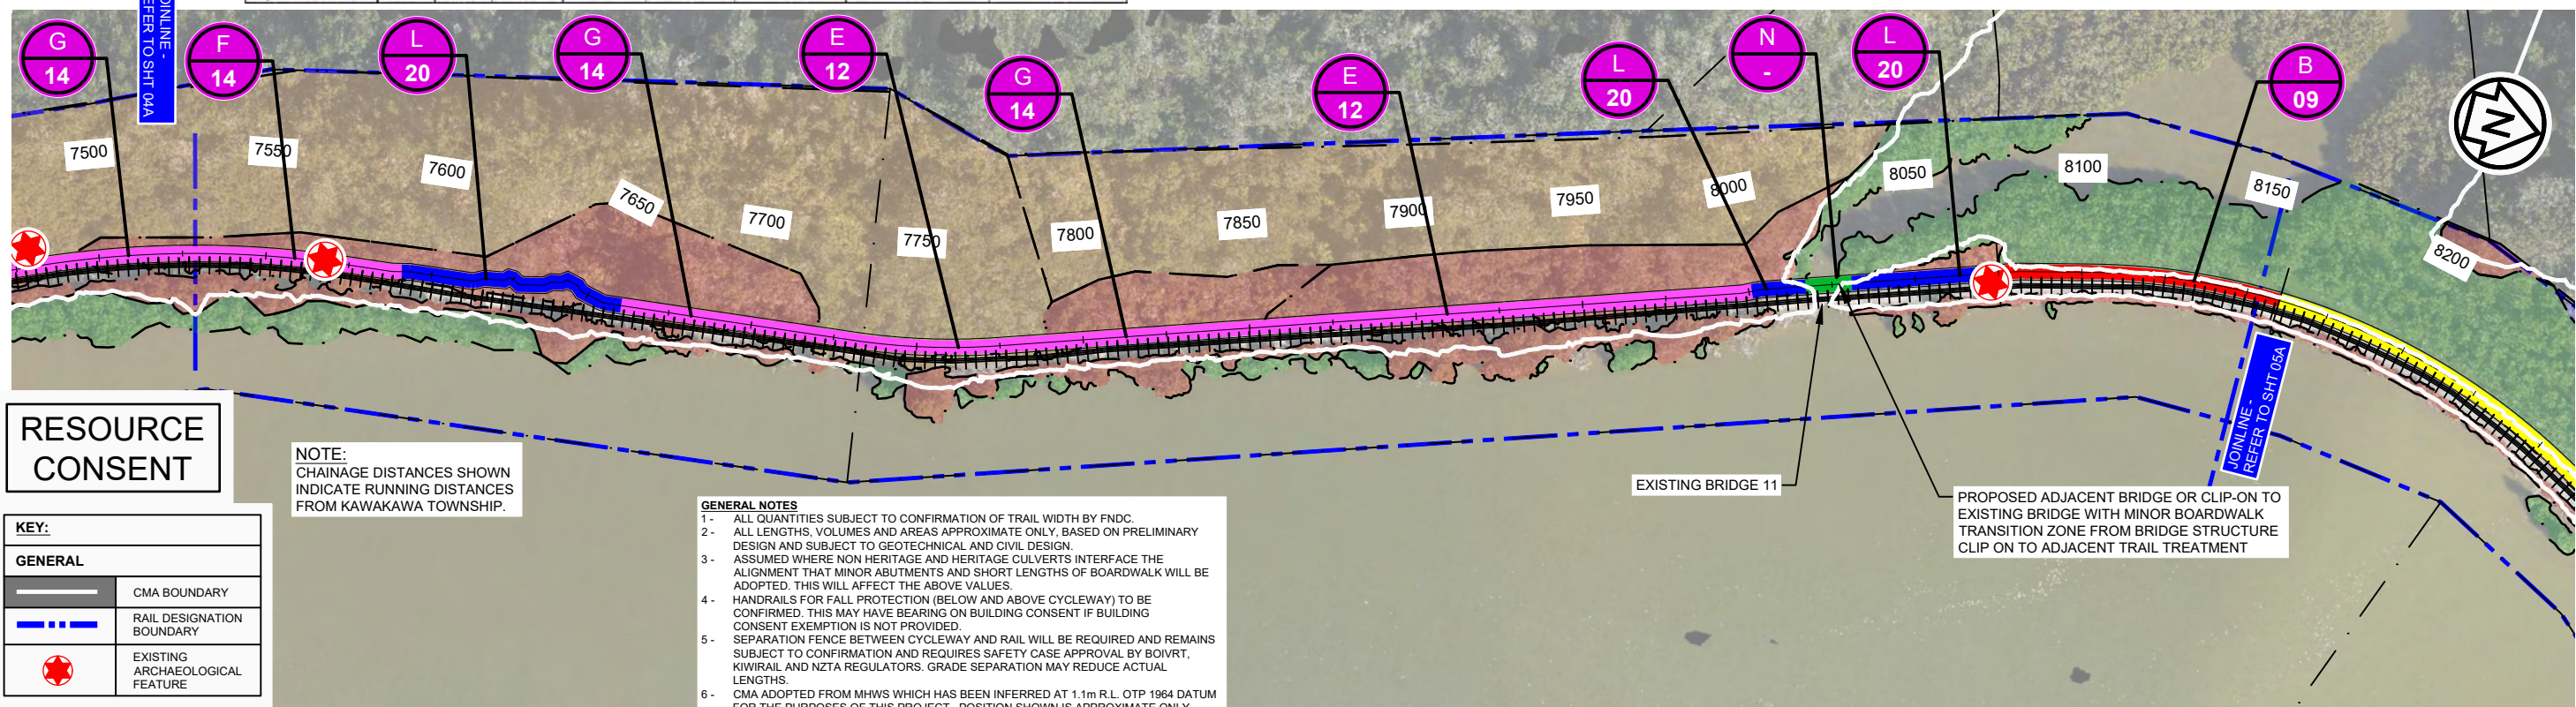 G
14
JOINLINE -
REFER TO SHT 04A
F
14
L
20
G
14
E
12
G
14
E
12
L
20
N
-
L
20
B
09
N
7500
7550
7600
7650
7700
7750
7800
7850
7900
7950
8000
8050
8100
8150
8200
RESOURCE
CONSENT
NOTE:
CHAINAGE DISTANCES SHOWN
INDICATE RUNNING DISTANCES
FROM KAWAKAWA TOWNSHIP.
JOINLINE -
REFER TO SHT 05A
EXISTING BRIDGE 11
PROPOSED ADJACENT BRIDGE OR CLIP-ON TO
EXISTING BRIDGE WITH MINOR BOARDWALK
TRANSITION ZONE FROM BRIDGE STRUCTURE
CLIP ON TO ADJACENT TRAIL TREATMENT
KEY:
GENERAL
CMA BOUNDARY
RAIL DESIGNATION
BOUNDARY
EXISTING
ARCHAEOLOGICAL
FEATURE
GENERAL NOTES
1 - ALL QUANTITIES SUBJECT TO CONFIRMATION OF TRAIL WIDTH BY FNDC.
2 - ALL LENGTHS, VOLUMES AND AREAS APPROXIMATE ONLY, BASED ON PRELIMINARY
DESIGN AND SUBJECT TO GEOTECHNICAL AND CIVIL DESIGN.
3 - ASSUMED WHERE NON HERITAGE AND HERITAGE CULVERTS INTERFACE THE
ALIGNMENT THAT MINOR ABUTMENTS AND SHORT LENGTHS OF BOARDWALK WILL BE
ADOPTED. THIS WILL AFFECT THE ABOVE VALUES.
4 - HANDRAILS FOR FALL PROTECTION (BELOW AND ABOVE CYCLEWAY) TO BE
CONFIRMED. THIS MAY HAVE BEARING ON BUILDING CONSENT IF BUILDING
CONSENT EXEMPTION IS NOT PROVIDED.
5 - SEPARATION FENCE BETWEEN CYCLEWAY AND RAIL WILL BE REQUIRED AND REMAINS
SUBJECT TO CONFIRMATION AND REQUIRES SAFETY CASE APPROVAL BY BOIVRT,
KIWIRAIL AND NZTA REGULATORS. GRADE SEPARATION MAY REDUCE ACTUAL
LENGTHS.
6 - CMA ADOPTED FROM MHWS WHICH HAS BEEN INFERRED AT 1.1m R.L. OTP 1964 DATUM
FOR THE PURPOSES OF THIS PROJECT. POSITION SHOWN IS APPROXIMATE ONLY